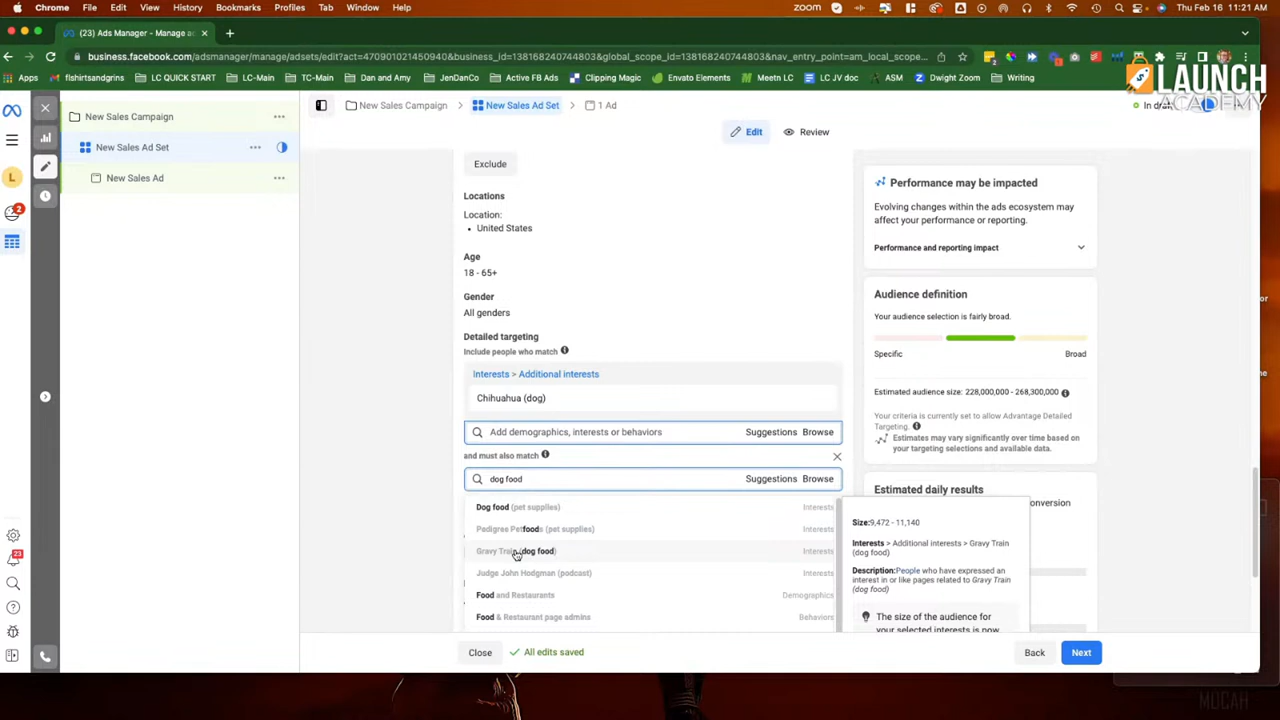 Chrome File Edit View History Bookmarks Profiles Tab Window Help
zoom
Thu Feb 16 11:21 AM
(23) Ads Manager - Manage ad
business.facebook.com/adsmanager/manage/adsets/edit?act=470901021450940&business_id=138168240744803&global_scope_id=138168240744803&nav_entry_point=am_local_scope
Apps flshirtsandgrins LC QUICK START LC-Main TC-Main Dan and Amy JenDanCo Active FB Ads Clipping Magic Envato Elements Meetn LC LC JV doc ASM Dwight Zoom Writing
LAUNCH
ACADEMY
New Sales Campaign
New Sales Ad Set
New Sales Ad
L
2
23
New Sales Campaign > New Sales Ad Set > 1 Ad
In dra
Edit Review
Exclude
Locations
Location:
• United States
Age
18 - 65+
Gender
All genders
Detailed targeting
Include people who match
Interests > Additional interests
Chihuahua (dog)
Add demographics, interests or behaviors Suggestions Browse
and must also match
dog food Suggestions Browse
Dog food (pet supplies) Interests
Pedigree Petfoods (pet supplies) Interests
Gravy Train (dog food) Interests
Judge John Hodgman (podcast) Interests
Food and Restaurants Demographics
Food & Restaurant page admins Behaviors
Close All edits saved Back Next
Performance may be impacted
Evolving changes within the ads ecosystem may
affect your performance or reporting.
Performance and reporting impact
Audience definition
Your audience selection is fairly broad.
Specific Broad
Estimated audience size: 228,000,000 - 268,300,000
Your criteria is currently set to allow Advantage Detailed
Targeting.
Estimates may vary significantly over time based on
your targeting selections and available data.
Estimated daily results
onversion
Size:9,472 - 11,140
Interests > Additional interests > Gravy Train
(dog food)
Description:People who have expressed an
interest in or like pages related to Gravy Train
(dog food)
The size of the audience for
your selected interests is now
MOCAH